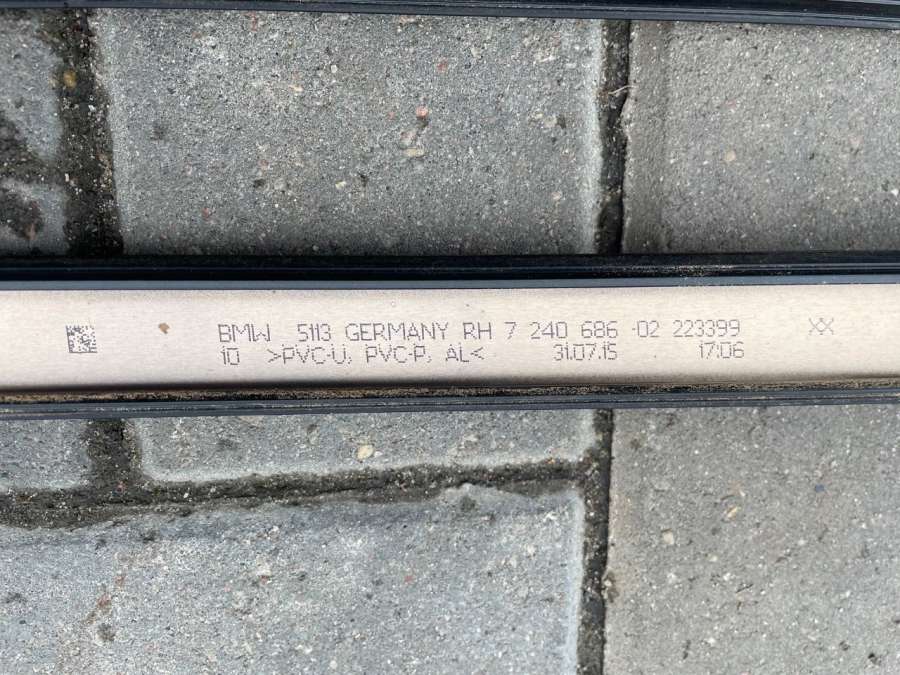 BMW 5113 GERMANY RH 7 240 686 -02 223399 XX
10 >PVC-U, PVC-P, AL< 31.07.15 17:06